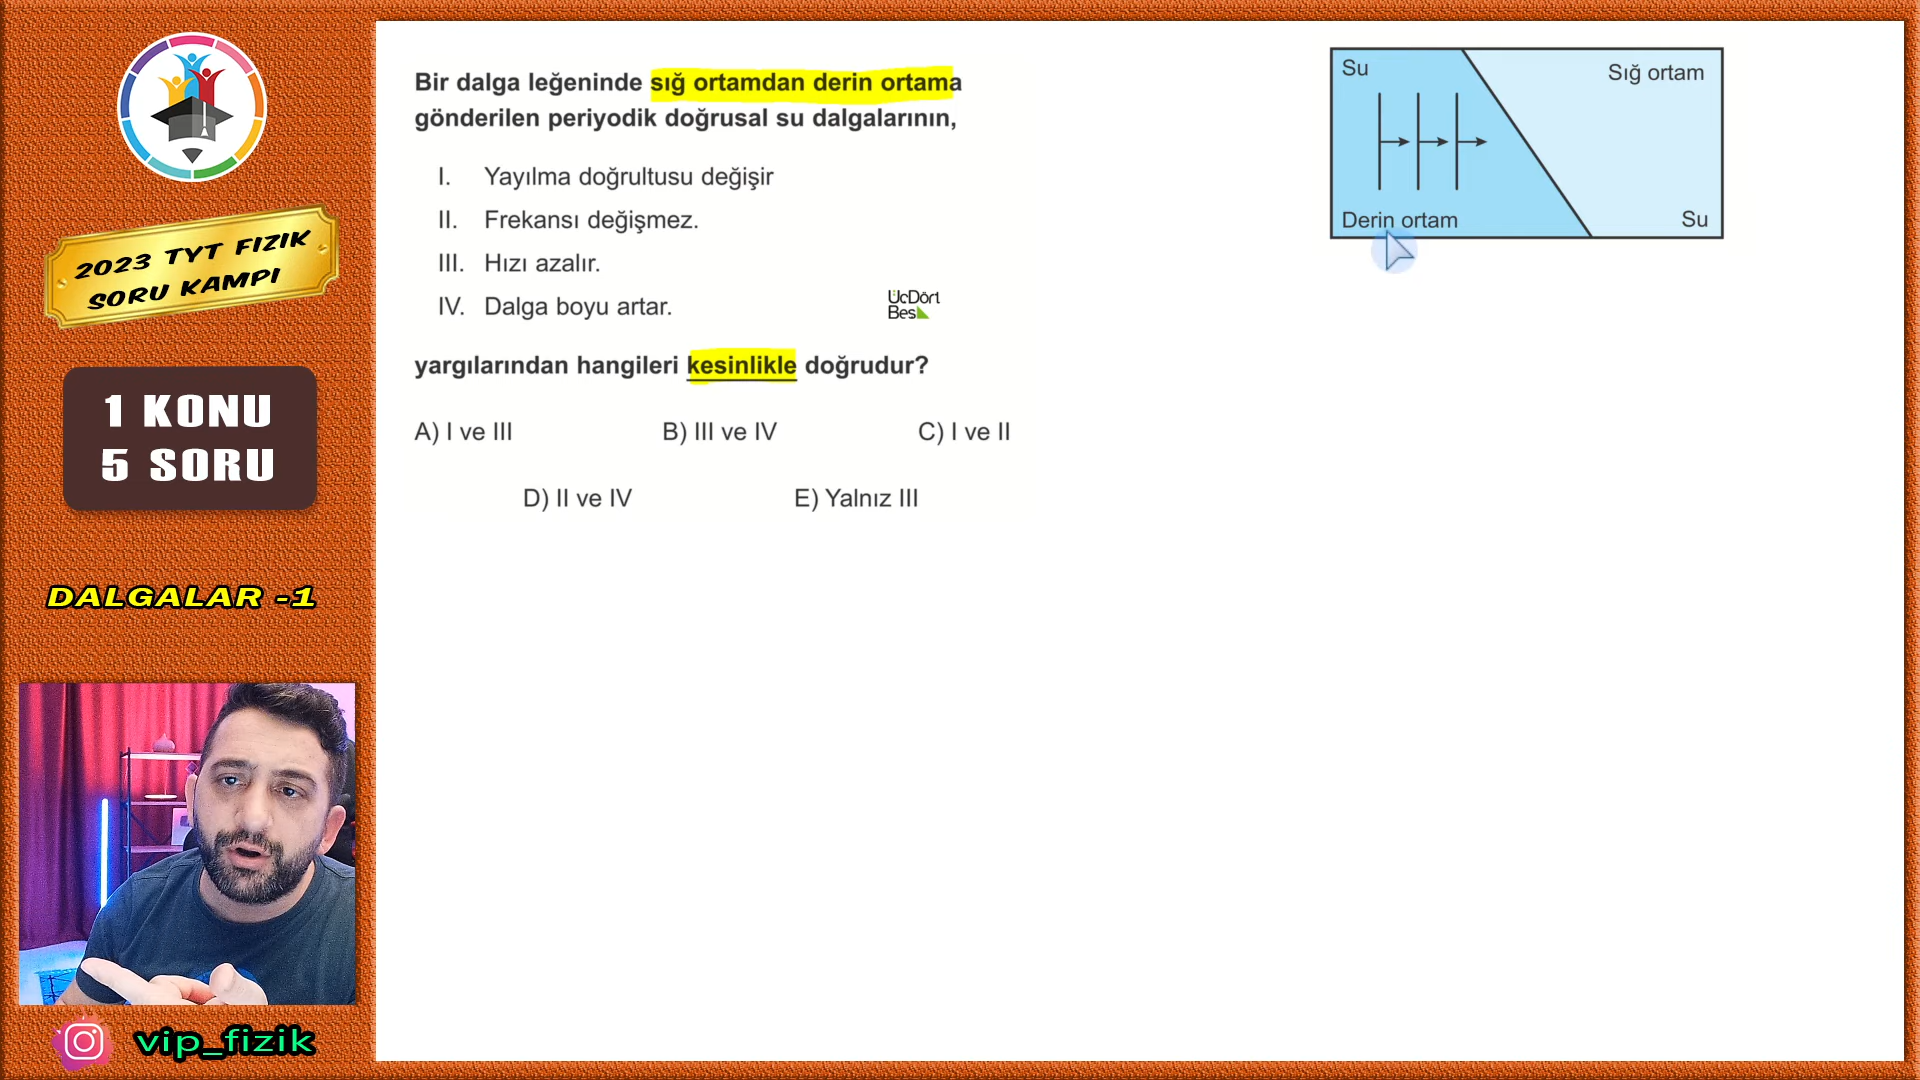 2023 TYT FIZIK
SORU KAMPI
1 KONU
5 SORU
DALGALAR -1
vip_fizik
Bir dalga leğeninde sığ ortamdan derin ortama
gönderilen periyodik doğrusal su dalgalarının,
I. Yayılma doğrultusu değişir
II. Frekansı değişmez.
III. Hızı azalır.
IV. Dalga boyu artar.
ÜcDört
Bes
yargılarından hangileri kesinlikle doğrudur?
A) I ve III B) III ve IV C) I ve II
D) II ve IV E) Yalnız III
Su Sığ ortam
Derin ortam Su